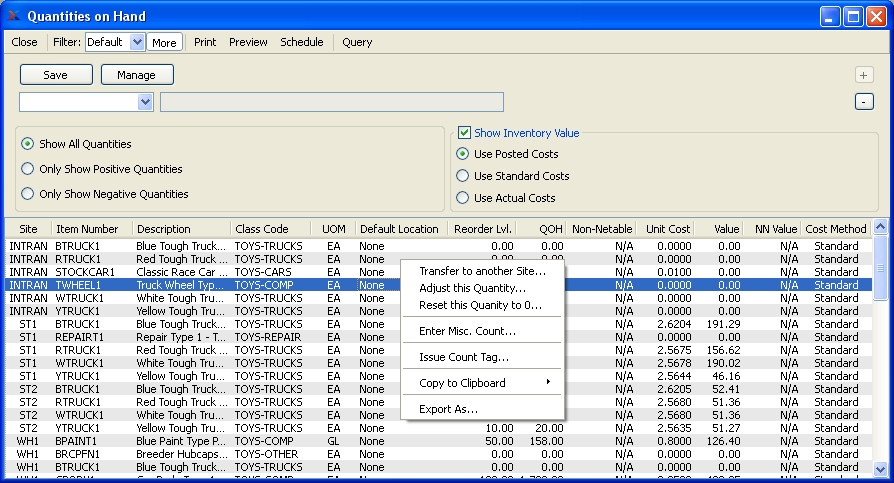 Quantities on Hand
Close Filter: Default More Print Preview Schedule Query
Save Manage +
-
Show All Quantities
Only Show Positive Quantities
Only Show Negative Quantities
Show Inventory Value
Use Posted Costs
Use Standard Costs
Use Actual Costs
Site Item Number Description Class Code UOM Default Location Reorder Lvl. QOH Non-Netable Unit Cost Value NN Value Cost Method
INTRAN BTRUCK1 Blue Tough Truck... TOYS-TRUCKS EA None 0.00 0.00 N/A 0.0000 0.00 N/A Standard
INTRAN RTRUCK1 Red Tough Truck ... TOYS-TRUCKS EA None 0.00 0.00 N/A 0.0000 0.00 N/A Standard
INTRAN STOCKCAR1 Classic Race Car ... TOYS-CARS EA None N/A 0.0100 0.00 N/A Standard
INTRAN TWHEEL1 Truck Wheel Typ... TOYS-COMP EA None N/A 0.0000 0.00 N/A Standard
INTRAN WTRUCK1 White Tough Tru... TOYS-TRUCKS EA None N/A 0.0000 0.00 N/A Standard
INTRAN YTRUCK1 Yellow Tough Tru... TOYS-TRUCKS EA None N/A 0.0000 0.00 N/A Standard
ST1 BTRUCK1 Blue Tough Truck... TOYS-TRUCKS EA None N/A 2.6204 191.29 N/A Standard
ST1 REPAIRT1 Repair Type 1 - T... TOYS-REPAIR EA None N/A 0.0000 0.00 N/A Standard
ST1 RTRUCK1 Red Tough Truck ... TOYS-TRUCKS EA None N/A 2.5675 156.62 N/A Standard
ST1 WTRUCK1 White Tough Tru... TOYS-TRUCKS EA None N/A 2.5678 190.02 N/A Standard
ST1 YTRUCK1 Yellow Tough Tru... TOYS-TRUCKS EA None N/A 2.5644 46.16 N/A Standard
ST2 BTRUCK1 Blue Tough Truck... TOYS-TRUCKS EA None N/A 2.6205 52.41 N/A Standard
ST2 RTRUCK1 Red Tough Truck ... TOYS-TRUCKS EA None N/A 2.5680 51.36 N/A Standard
ST2 WTRUCK1 White Tough Tru... TOYS-TRUCKS EA None N/A 2.5680 51.36 N/A Standard
ST2 YTRUCK1 Yellow Tough Tru... TOYS-TRUCKS EA None 10.00 20.00 N/A 2.5635 51.27 N/A Standard
WH1 BPAINT1 Blue Paint Type P... TOYS-COMP GL None 50.00 158.00 N/A 0.8000 126.40 N/A Standard
WH1 BRCPFN1 Breeder Hubcaps... TOYS-OTHER EA None 0.00 0.00 N/A 0.0000 0.00 N/A Standard
WH1 BTRUCK1 Blue Tough Truck... TOYS-TRUCKS EA None 0.00 0.00 N/A 0.0000 0.00 N/A Standard
Transfer to another Site...
Adjust this Quantity...
Reset this Quanity to 0...
Enter Misc. Count...
Issue Count Tag...
Copy to Clipboard
Export As...